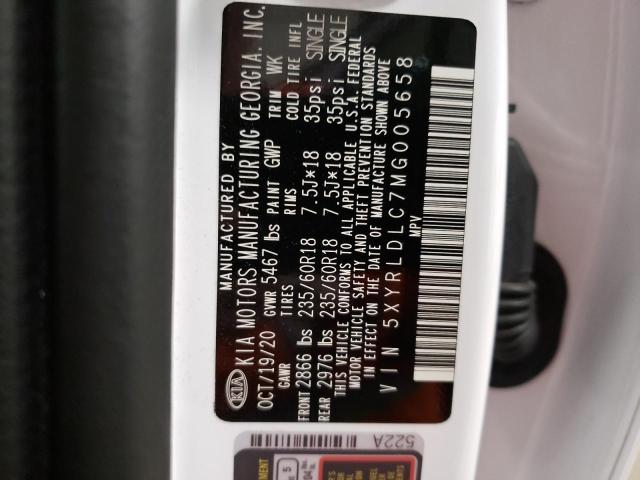 MANUFACTURED BY
KIA KIA MOTORS MANUFACTURING GEORGIA. INC.
OCT/19/20 GVWR 5467 lbs PAINT GWP TRIM WK
GAWR TIRES RIMS COLD TIRE INFL
FRONT 2866 lbs 235/60R18 7.5J*18 35psi SINGLE
REAR 2976 lbs 235/60R18 7.5J*18 35psi SINGLE
THIS VEHICLE CONFORMS TO ALL APPLICABLE U.S.A. FEDERAL
MOTOR VEHICLE SAFETY AND THEFT PREVENTION STANDARDS
IN EFFECT ON THE DATE OF MANUFACTURE SHOWN ABOVE
VIN 5XYRLDLC7MG005658
MPV
522A